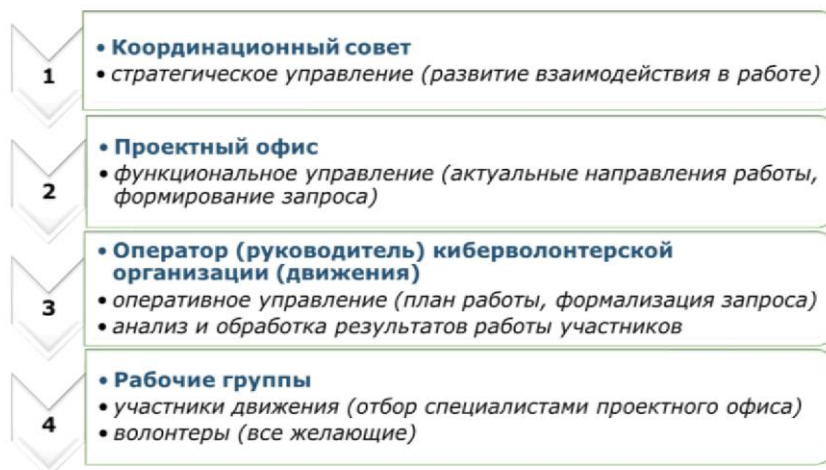 1
• Координационный совет
• стратегическое управление (развитие взаимодействия в работе)
2
• Проектный офис
• функциональное управление (актуальные направления работы,
формирование запроса)
3
• Оператор (руководитель) киберволонтерской
организации (движения)
• оперативное управление (план работы, формализация запроса)
• анализ и обработка результатов работы участников
4
• Рабочие группы
• участники движения (отбор специалистами проектного офиса)
• волонтеры (все желающие)